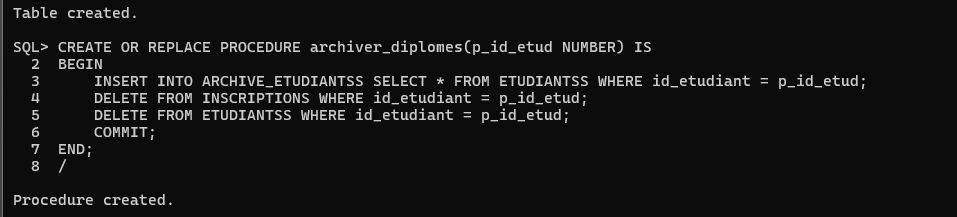 Table created.
SQL> CREATE OR REPLACE PROCEDURE archiver_diplomes(p_id_etud NUMBER) IS
  2  BEGIN
  3      INSERT INTO ARCHIVE_ETUDIANTSS SELECT * FROM ETUDIANTSS WHERE id_etudiant = p_id_etud;
  4      DELETE FROM INSCRIPTIONS WHERE id_etudiant = p_id_etud;
  5      DELETE FROM ETUDIANTSS WHERE id_etudiant = p_id_etud;
  6      COMMIT;
  7  END;
  8  /
Procedure created.